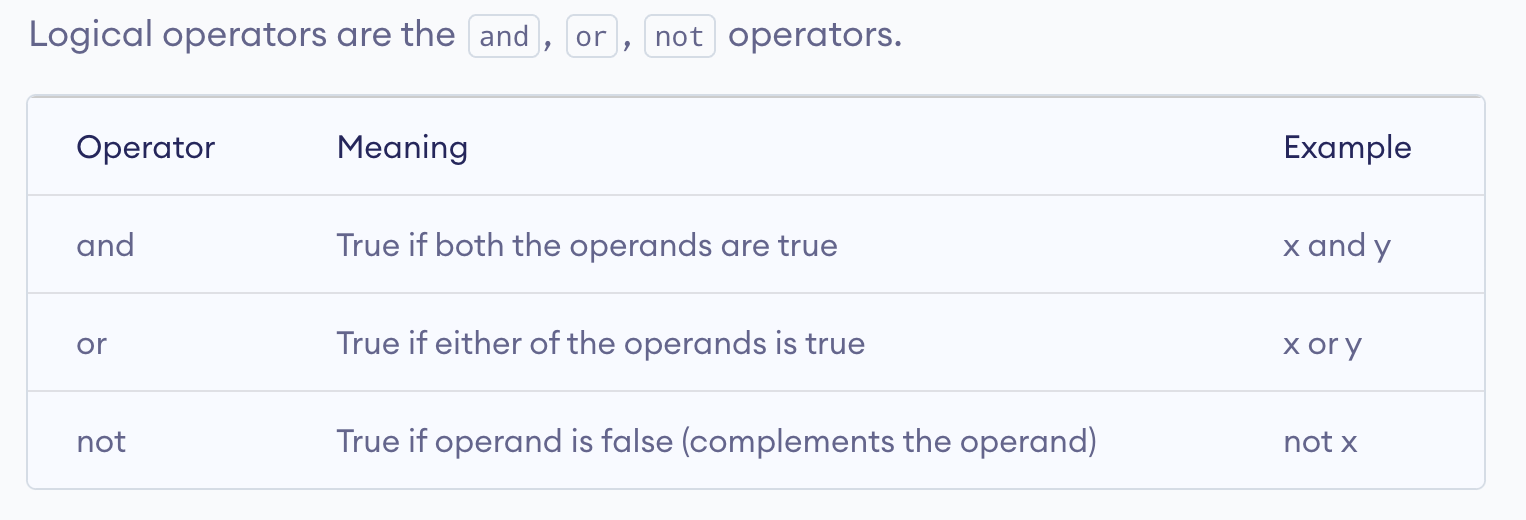 Logical operators are the and, or, not operators.
Operator Meaning Example
and True if both the operands are true x and y
or True if either of the operands is true x or y
not True if operand is false (complements the operand) not x